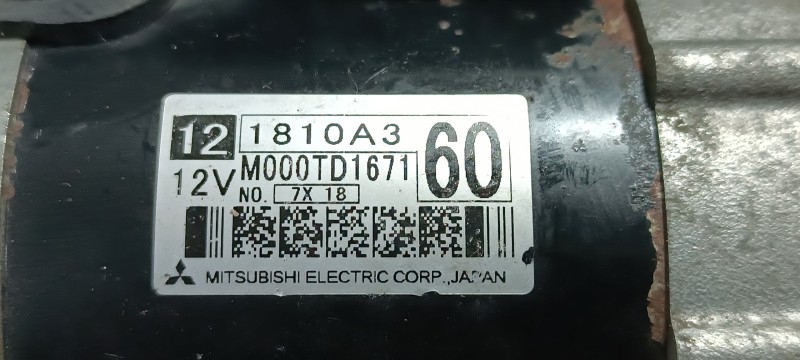 12 1810A3 60
12V M000TD1671
NO. 7X 18
MITSUBISHI ELECTRIC CORP., JAPAN